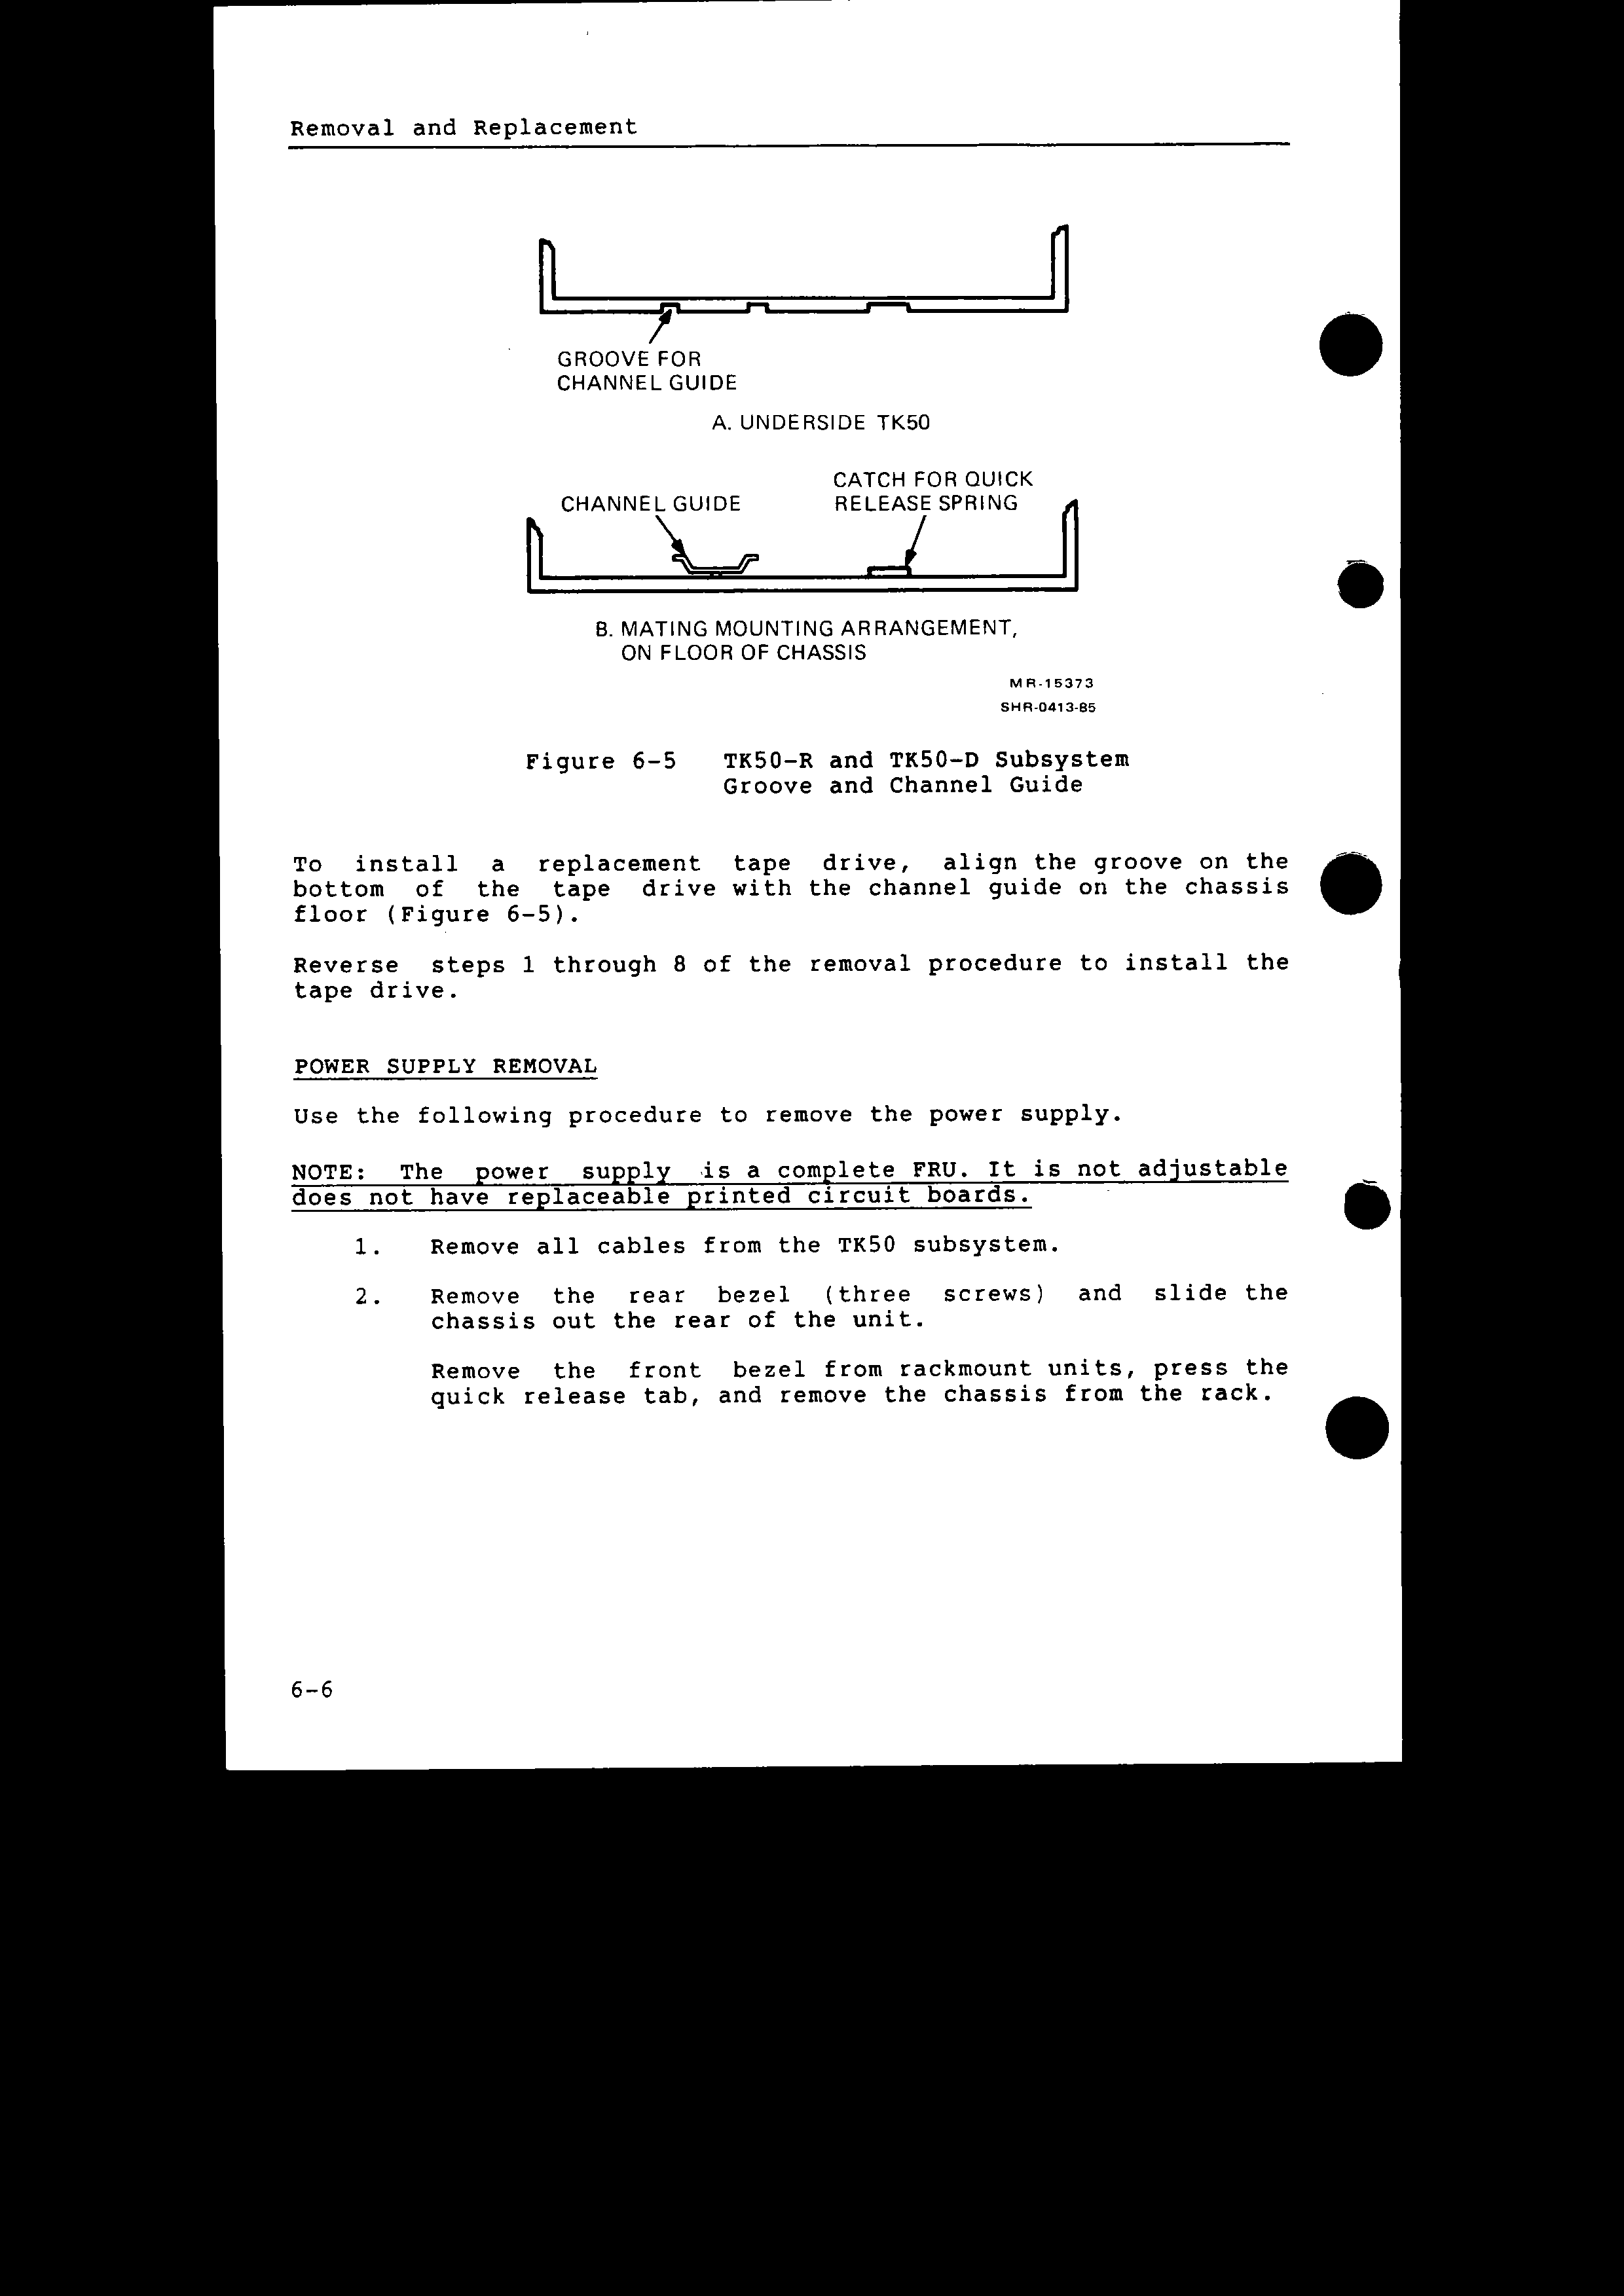 Removal and Replacement
GROOVE FOR
CHANNEL GUIDE
A. UNDERSIDE TK50
CHANNEL GUIDE
CATCH FOR QUICK
RELEASE SPRING
B. MATING MOUNTING ARRANGEMENT,
ON FLOOR OF CHASSIS
MR-15373
SHR-0413-85
Figure 6-5 TK50-R and TK50-D Subsystem
Groove and Channel Guide
To install a replacement tape drive, align the groove on the
bottom of the tape drive with the channel guide on the chassis
floor (Figure 6-5).
Reverse steps 1 through 8 of the removal procedure to install the
tape drive.
POWER SUPPLY REMOVAL
Use the following procedure to remove the power supply.
NOTE: The power supply is a complete FRU. It is not adjustable
does not have replaceable printed circuit boards.
1. Remove all cables from the TK50 subsystem.
2. Remove the rear bezel (three screws) and slide the
chassis out the rear of the unit.
Remove the front bezel from rackmount units, press the
quick release tab, and remove the chassis from the rack.
6-6